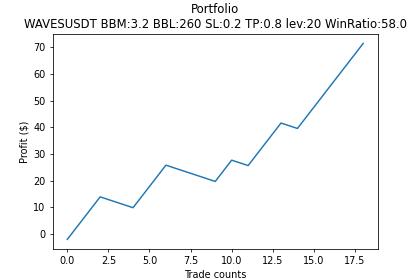 Portfolio
WAVESUSDT BBM:3.2 BBL:260 SL:0.2 TP:0.8 lev:20 WinRatio:58.0
70
60
50
40
30
20
10
0
Profit ($)
0.0 2.5 5.0 7.5 10.0 12.5 15.0 17.5
Trade counts